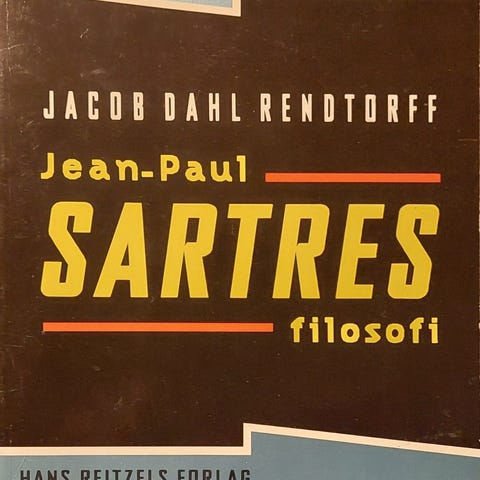 JACOB DAHL RENDTORFF
Jean-Paul
SARTRES
filosofi
HANS REITZELS FORLAG